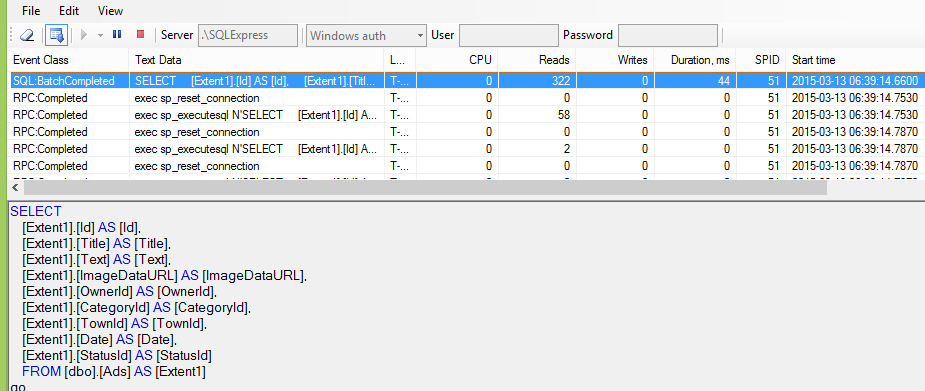 File Edit View
Server .\SQLExpress Windows auth User Password
Event Class Text Data L... CPU Reads Writes Duration, ms SPID Start time
SQL:BatchCompleted SELECT [Extent1].[Id] AS [Id], [Extent1].[Title... T-... 0 322 0 44 51 2015-03-13 06:39:14.6600
RPC:Completed exec sp_reset_connection T-... 0 0 0 0 51 2015-03-13 06:39:14.7530
RPC:Completed exec sp_executesql N'SELECT [Extent1].[Id] A... T-... 0 58 0 0 51 2015-03-13 06:39:14.7530
RPC:Completed exec sp_reset_connection T-... 0 0 0 0 51 2015-03-13 06:39:14.7870
RPC:Completed exec sp_executesql N'SELECT [Extent1].[Id] A... T-... 0 2 0 0 51 2015-03-13 06:39:14.7870
RPC:Completed exec sp_reset_connection T-... 0 0 0 0 51 2015-03-13 06:39:14.7870
SELECT
[Extent1].[Id] AS [Id],
[Extent1].[Title] AS [Title],
[Extent1].[Text] AS [Text],
[Extent1].[ImageDataURL] AS [ImageDataURL],
[Extent1].[OwnerId] AS [OwnerId],
[Extent1].[CategoryId] AS [CategoryId],
[Extent1].[TownId] AS [TownId],
[Extent1].[Date] AS [Date],
[Extent1].[StatusId] AS [StatusId]
FROM [dbo].[Ads] AS [Extent1]
go